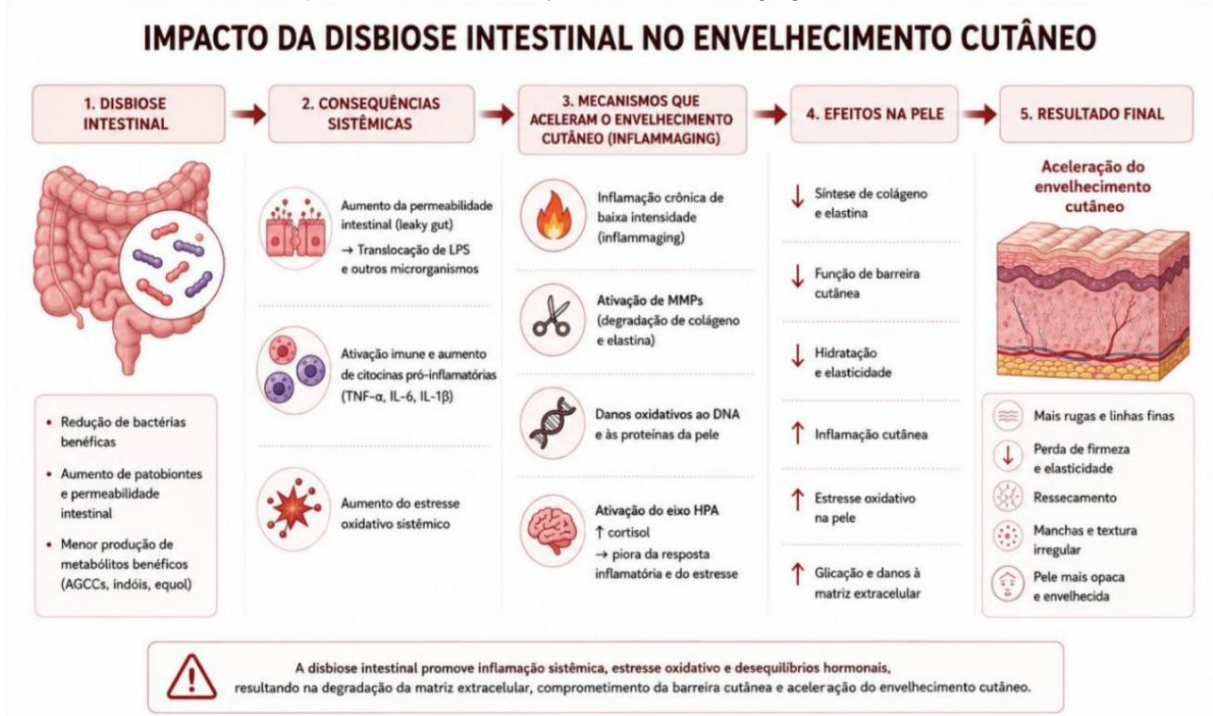 IMPACTO DA DISBIOSE INTESTINAL NO ENVELHECIMENTO CUTÂNEO
1. DISBIOSE
INTESTINAL
Redução de bactérias
benéficas
Aumento de patobiontes
e permeabilidade
intestinal
Menor produção de
metabólitos benéficos
(AGCCs, indóis, equol)
2. CONSEQUÊNCIAS
SISTÊMICAS
Aumento da permeabilidade
intestinal (leaky gut)
→ Translocação de LPS
e outros microrganismos
Ativação imune e aumento
de citocinas pró-inflamatórias
(TNF-α, IL-6, IL-1β)
Aumento do estresse
oxidativo sistêmico
3. MECANISMOS QUE
ACELERAM O ENVELHECIMENTO
CUTÂNEO (INFLAMMAGING)
Inflamação crônica de
baixa intensidade
(inflammaging)
Ativação de MMPs
(degradação de colágeno
e elastina)
Danos oxidativos ao DNA
e às proteínas da pele
Ativação do eixo HPA
↑ cortisol
→ piora da resposta
inflamatória e do estresse
4. EFEITOS NA PELE
↓ Síntese de colágeno
e elastina
↓ Função de barreira
cutânea
↓ Hidratação
e elasticidade
↑ Inflamação cutânea
↑ Estresse oxidativo
na pele
↑ Glicação e danos à
matriz extracelular
5. RESULTADO FINAL
Aceleração do
envelhecimento
cutâneo
Mais rugas e linhas finas
Perda de firmeza
e elasticidade
Ressecamento
Manchas e textura
irregular
Pele mais opaca
e envelhecida
A disbiose intestinal promove inflamação sistêmica, estresse oxidativo e desequilíbrios hormonais,
resultando na degradação da matriz extracelular, comprometimento da barreira cutânea e aceleração do envelhecimento cutâneo.